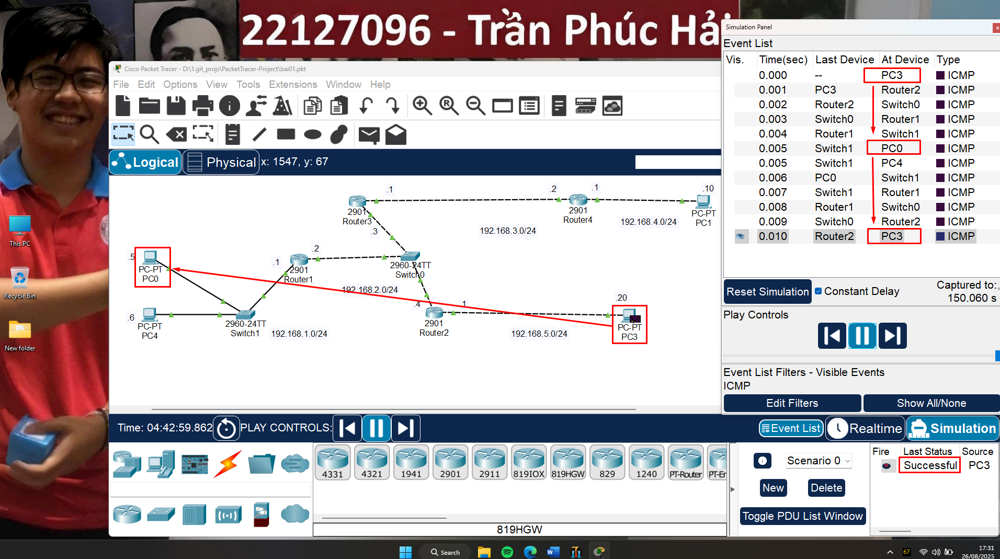 22127096 - Trần Phúc Hải
Simulation Panel
Event List
Vis. Time(sec) Last Device At Device Type
0.000 -- PC3 ICMP
0.001 PC3 Router2 ICMP
0.002 Router2 Switch0 ICMP
0.003 Switch0 Router1 ICMP
0.004 Router1 Switch1 ICMP
0.005 Switch1 PC0 ICMP
0.005 Switch1 PC4 ICMP
0.006 PC0 Switch1 ICMP
0.007 Switch1 Router1 ICMP
0.008 Router1 Switch0 ICMP
0.009 Switch0 Router2 ICMP
0.010 Router2 PC3 ICMP
Reset Simulation
Constant Delay
Captured to:
150.060 s
Play Controls
Event List Filters - Visible Events
ICMP
Edit Filters
Show All/None
Cisco Packet Tracer - D:\1.git_projs\PacketTracer-Project\bai01.pkt
File Edit Options View Tools Extensions Window Help
Logical
Physical
x: 1547, y: 67
.1
.2
.1
.10
2901
Router3
2901
Router4
PC-PT
PC1
.3
192.168.3.0/24
192.168.4.0/24
.5
PC-PT
PC0
.1
.2
2901
Router1
2960-24TT
Switch0
192.168.2.0/24
.4
1
.20
.6
PC-PT
PC4
2960-24TT
Switch1
192.168.1.0/24
2901
Router2
192.168.5.0/24
PC-PT
PC3
Time: 04:42:59.862
PLAY CONTROLS:
Event List
Realtime
Simulation
4331
4321
1941
2901
2911
819IOX
819HGW
829
1240
PT-Router
PT-Er
819HGW
Scenario 0
New
Delete
Toggle PDU List Window
Fire Last Status Source
Successful PC3
This PC
Recycle Bin
New folder
Search
67
17:31
26/08/2025